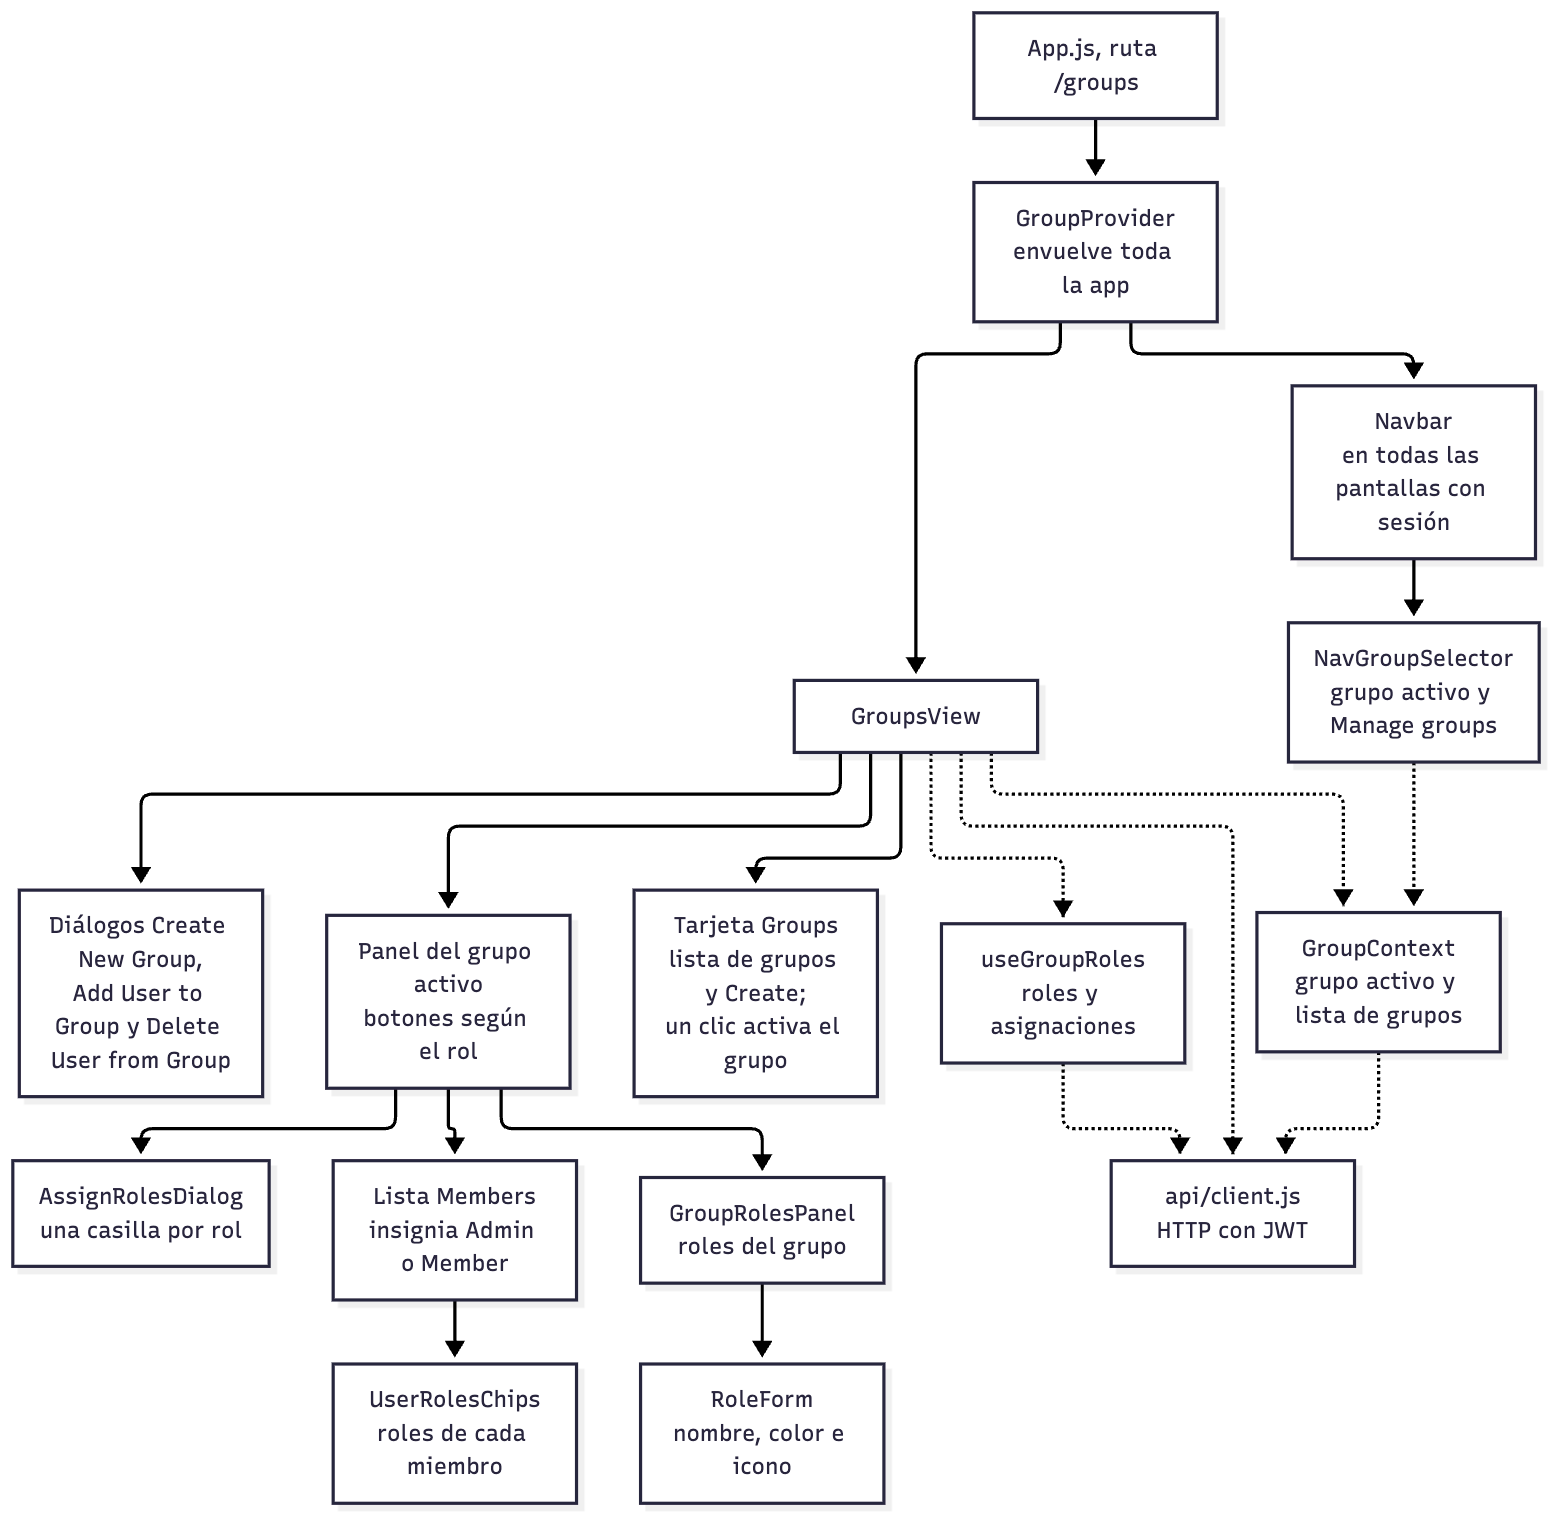 App.js, ruta
/groups
GroupProvider
envuelve toda
la app
Navbar
en todas las
pantallas con
sesión
NavGroupSelector
grupo activo y
Manage groups
GroupsView
Diálogos Create
New Group,
Add User to
Group y Delete
User from Group
Panel del grupo
activo
botones según
el rol
Tarjeta Groups
lista de grupos
y Create;
un clic activa el
grupo
useGroupRoles
roles y
asignaciones
GroupContext
grupo activo y
lista de grupos
AssignRolesDialog
una casilla por rol
Lista Members
insignia Admin
o Member
GroupRolesPanel
roles del grupo
api/client.js
HTTP con JWT
UserRolesChips
roles de cada
miembro
RoleForm
nombre, color e
icono